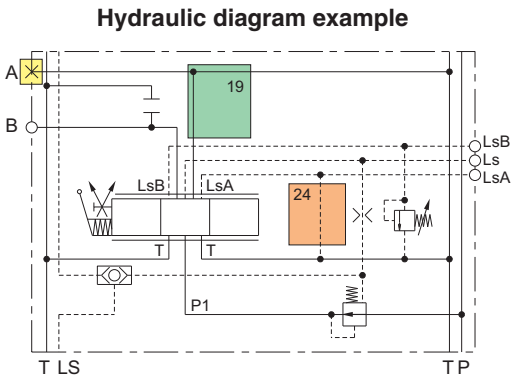 Hydraulic diagram example
A
19
B
LsB
Ls
LsA
LsB
LsA
24
T
T
P1
T
LS
T
P